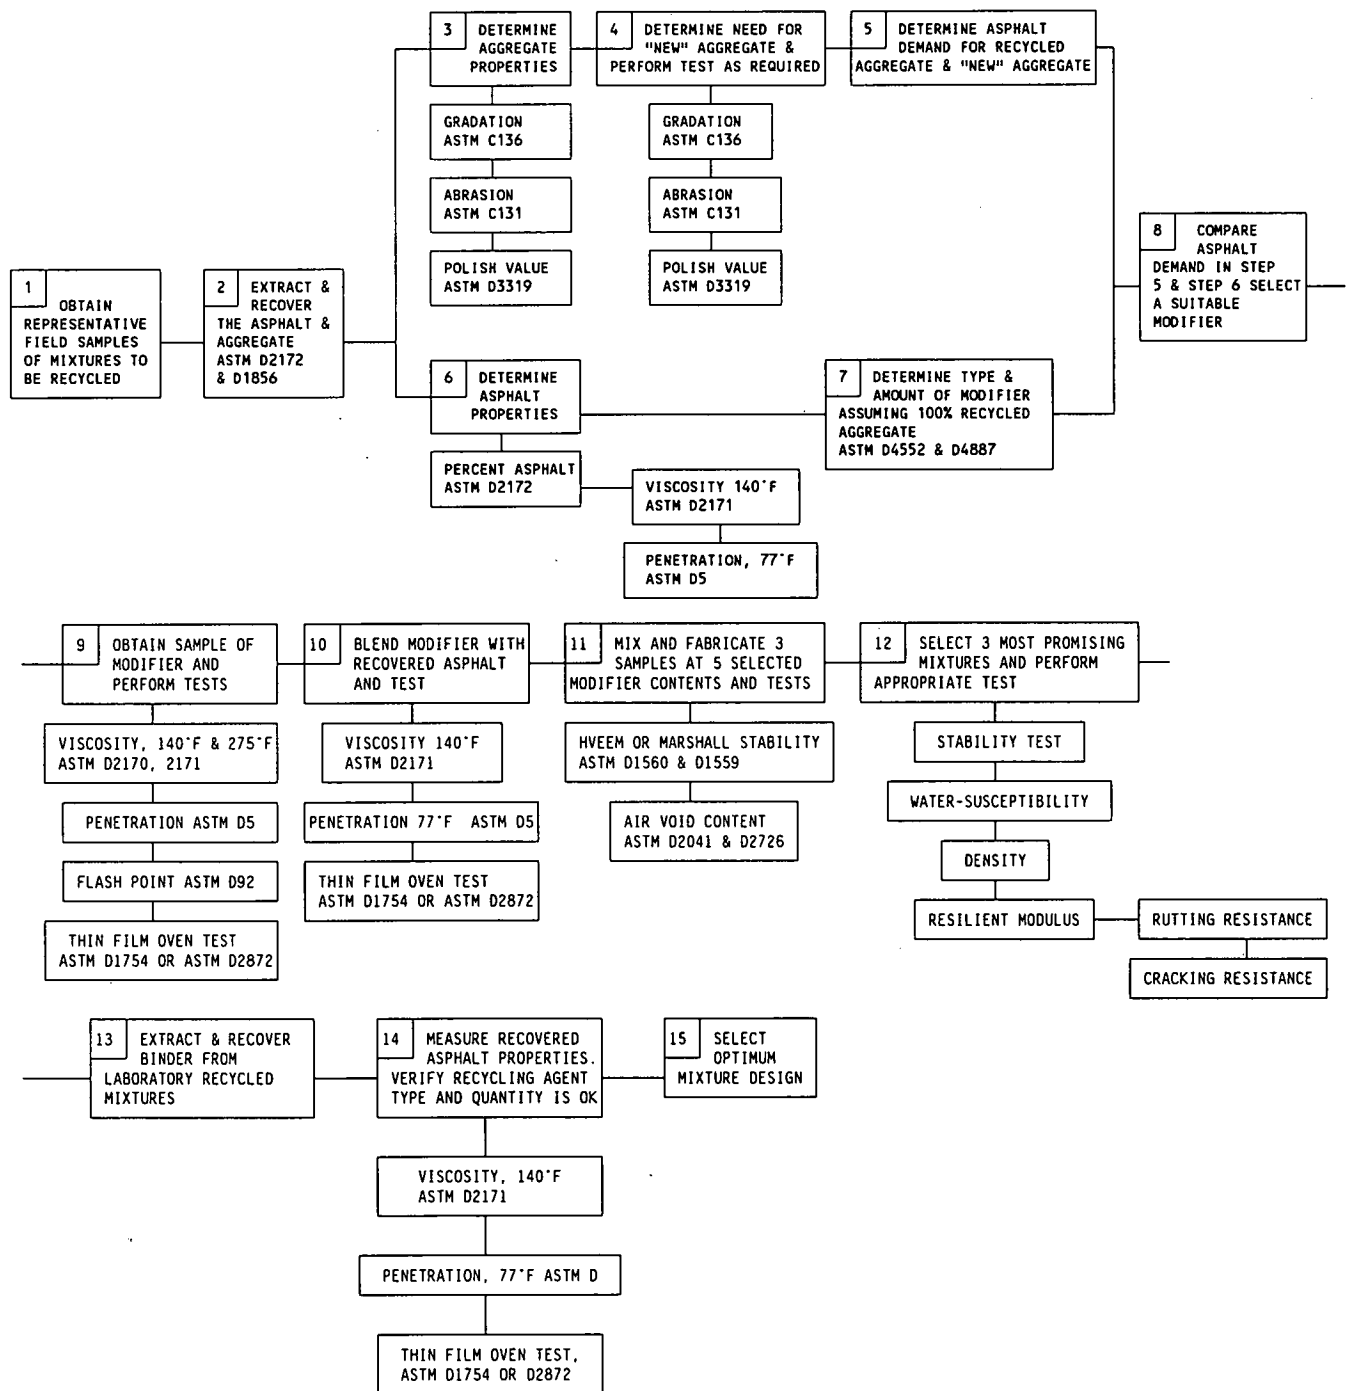 3 DETERMINE
AGGREGATE
PROPERTIES
4 DETERMINE NEED FOR
"NEW" AGGREGATE &
PERFORM TEST AS REQUIRED
5 DETERMINE ASPHALT
DEMAND FOR RECYCLED
AGGREGATE & "NEW" AGGREGATE
GRADATION
ASTM C136
ABRASION
ASTM C131
POLISH VALUE
ASTM D3319
GRADATION
ASTM C136
ABRASION
ASTM C131
POLISH VALUE
ASTM D3319
1
OBTAIN
REPRESENTATIVE
FIELD SAMPLES
OF MIXTURES TO
BE RECYCLED
2 EXTRACT &
RECOVER
THE ASPHALT &
AGGREGATE
ASTM D2172
& D1856
8 COMPARE
ASPHALT
DEMAND IN STEP
5 & STEP 6 SELECT
A SUITABLE
MODIFIER
6 DETERMINE
ASPHALT
PROPERTIES
7 DETERMINE TYPE &
AMOUNT OF MODIFIER
ASSUMING 100% RECYCLED
AGGREGATE
ASTM D4552 & D4887
PERCENT ASPHALT
ASTM D2172
VISCOSITY 140°F
ASTM D2171
PENETRATION, 77°F
ASTM D5
9 OBTAIN SAMPLE OF
MODIFIER AND
PERFORM TESTS
10 BLEND MODIFIER WITH
RECOVERED ASPHALT
AND TEST
11 MIX AND FABRICATE 3
SAMPLES AT 5 SELECTED
MODIFIER CONTENTS AND TESTS
12 SELECT 3 MOST PROMISING
MIXTURES AND PERFORM
APPROPRIATE TEST
VISCOSITY, 140°F & 275°F
ASTM D2170, 2171
PENETRATION ASTM D5
FLASH POINT ASTM D92
THIN FILM OVEN TEST
ASTM D1754 OR ASTM D2872
VISCOSITY 140°F
ASTM D2171
PENETRATION 77°F ASTM D5
THIN FILM OVEN TEST
ASTM D1754 OR ASTM D2872
HVEEM OR MARSHALL STABILITY
ASTM D1560 & D1559
AIR VOID CONTENT
ASTM D2041 & D2726
STABILITY TEST
WATER-SUSCEPTIBILITY
DENSITY
RESILIENT MODULUS
RUTTING RESISTANCE
CRACKING RESISTANCE
13 EXTRACT & RECOVER
BINDER FROM
LABORATORY RECYCLED
MIXTURES
14 MEASURE RECOVERED
ASPHALT PROPERTIES.
VERIFY RECYCLING AGENT
TYPE AND QUANTITY IS OK
15 SELECT
OPTIMUM
MIXTURE DESIGN
VISCOSITY, 140°F
ASTM D2171
PENETRATION, 77°F ASTM D
THIN FILM OVEN TEST,
ASTM D1754 OR D2872